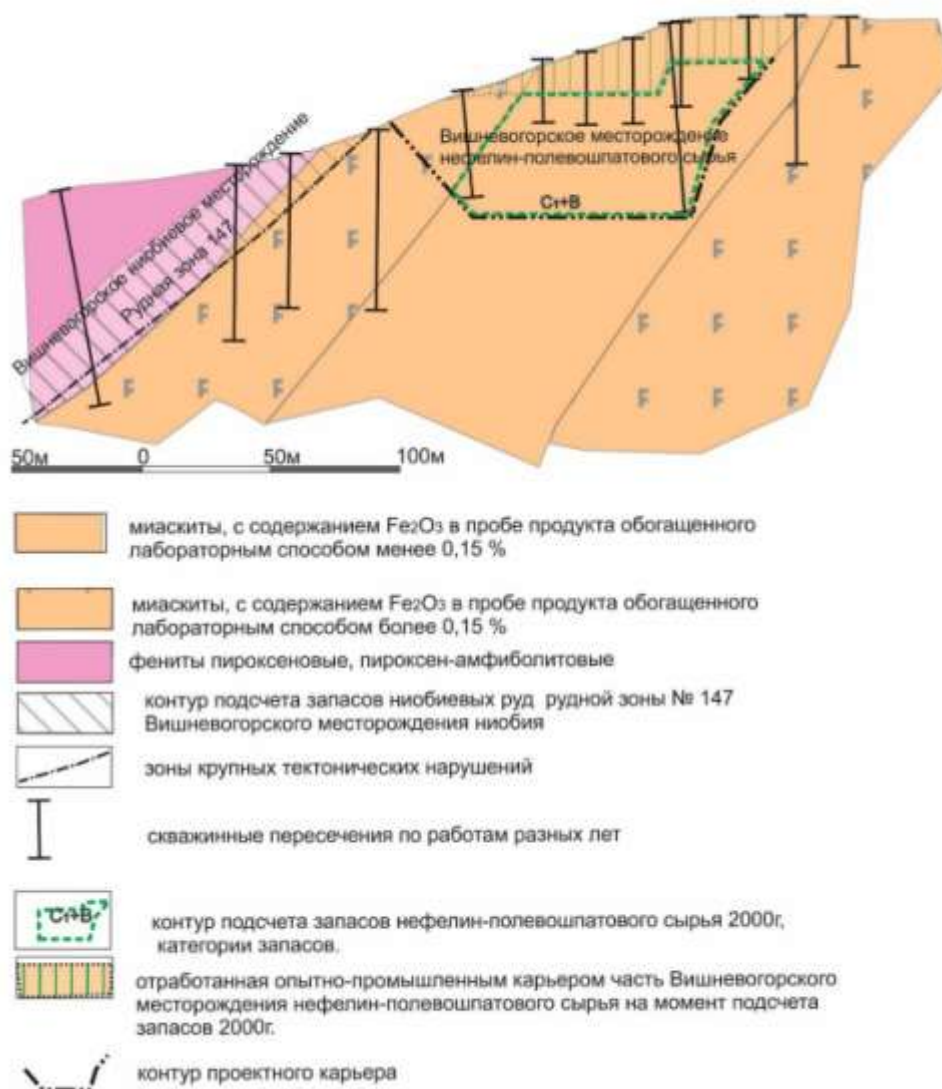 Вишневогорское ниобиевое месторождение
Рудная зона 147
Вишневогорское месторождение
нефелин-полевошпатового сырья
C1+B
50м 0 50м 100м
миаскиты, с содержанием Fe2O3 в пробе продукта обогащенного
лабораторным способом менее 0,15 %
миаскиты, с содержанием Fe2O3 в пробе продукта обогащенного
лабораторным способом более 0,15 %
фениты пироксеновые, пироксен-амфиболитовые
контур подсчета запасов ниобиевых руд рудной зоны № 147
Вишневогорского месторождения ниобия
зоны крупных тектонических нарушений
скважинные пересечения по работам разных лет
C1+B
контур подсчета запасов нефелин-полевошпатового сырья 2000г,
категории запасов.
отработанная опытно-промышленным карьером часть Вишневогорского
месторождения нефелин-полевошпатового сырья на момент подсчета
запасов 2000г.
контур проектного карьера